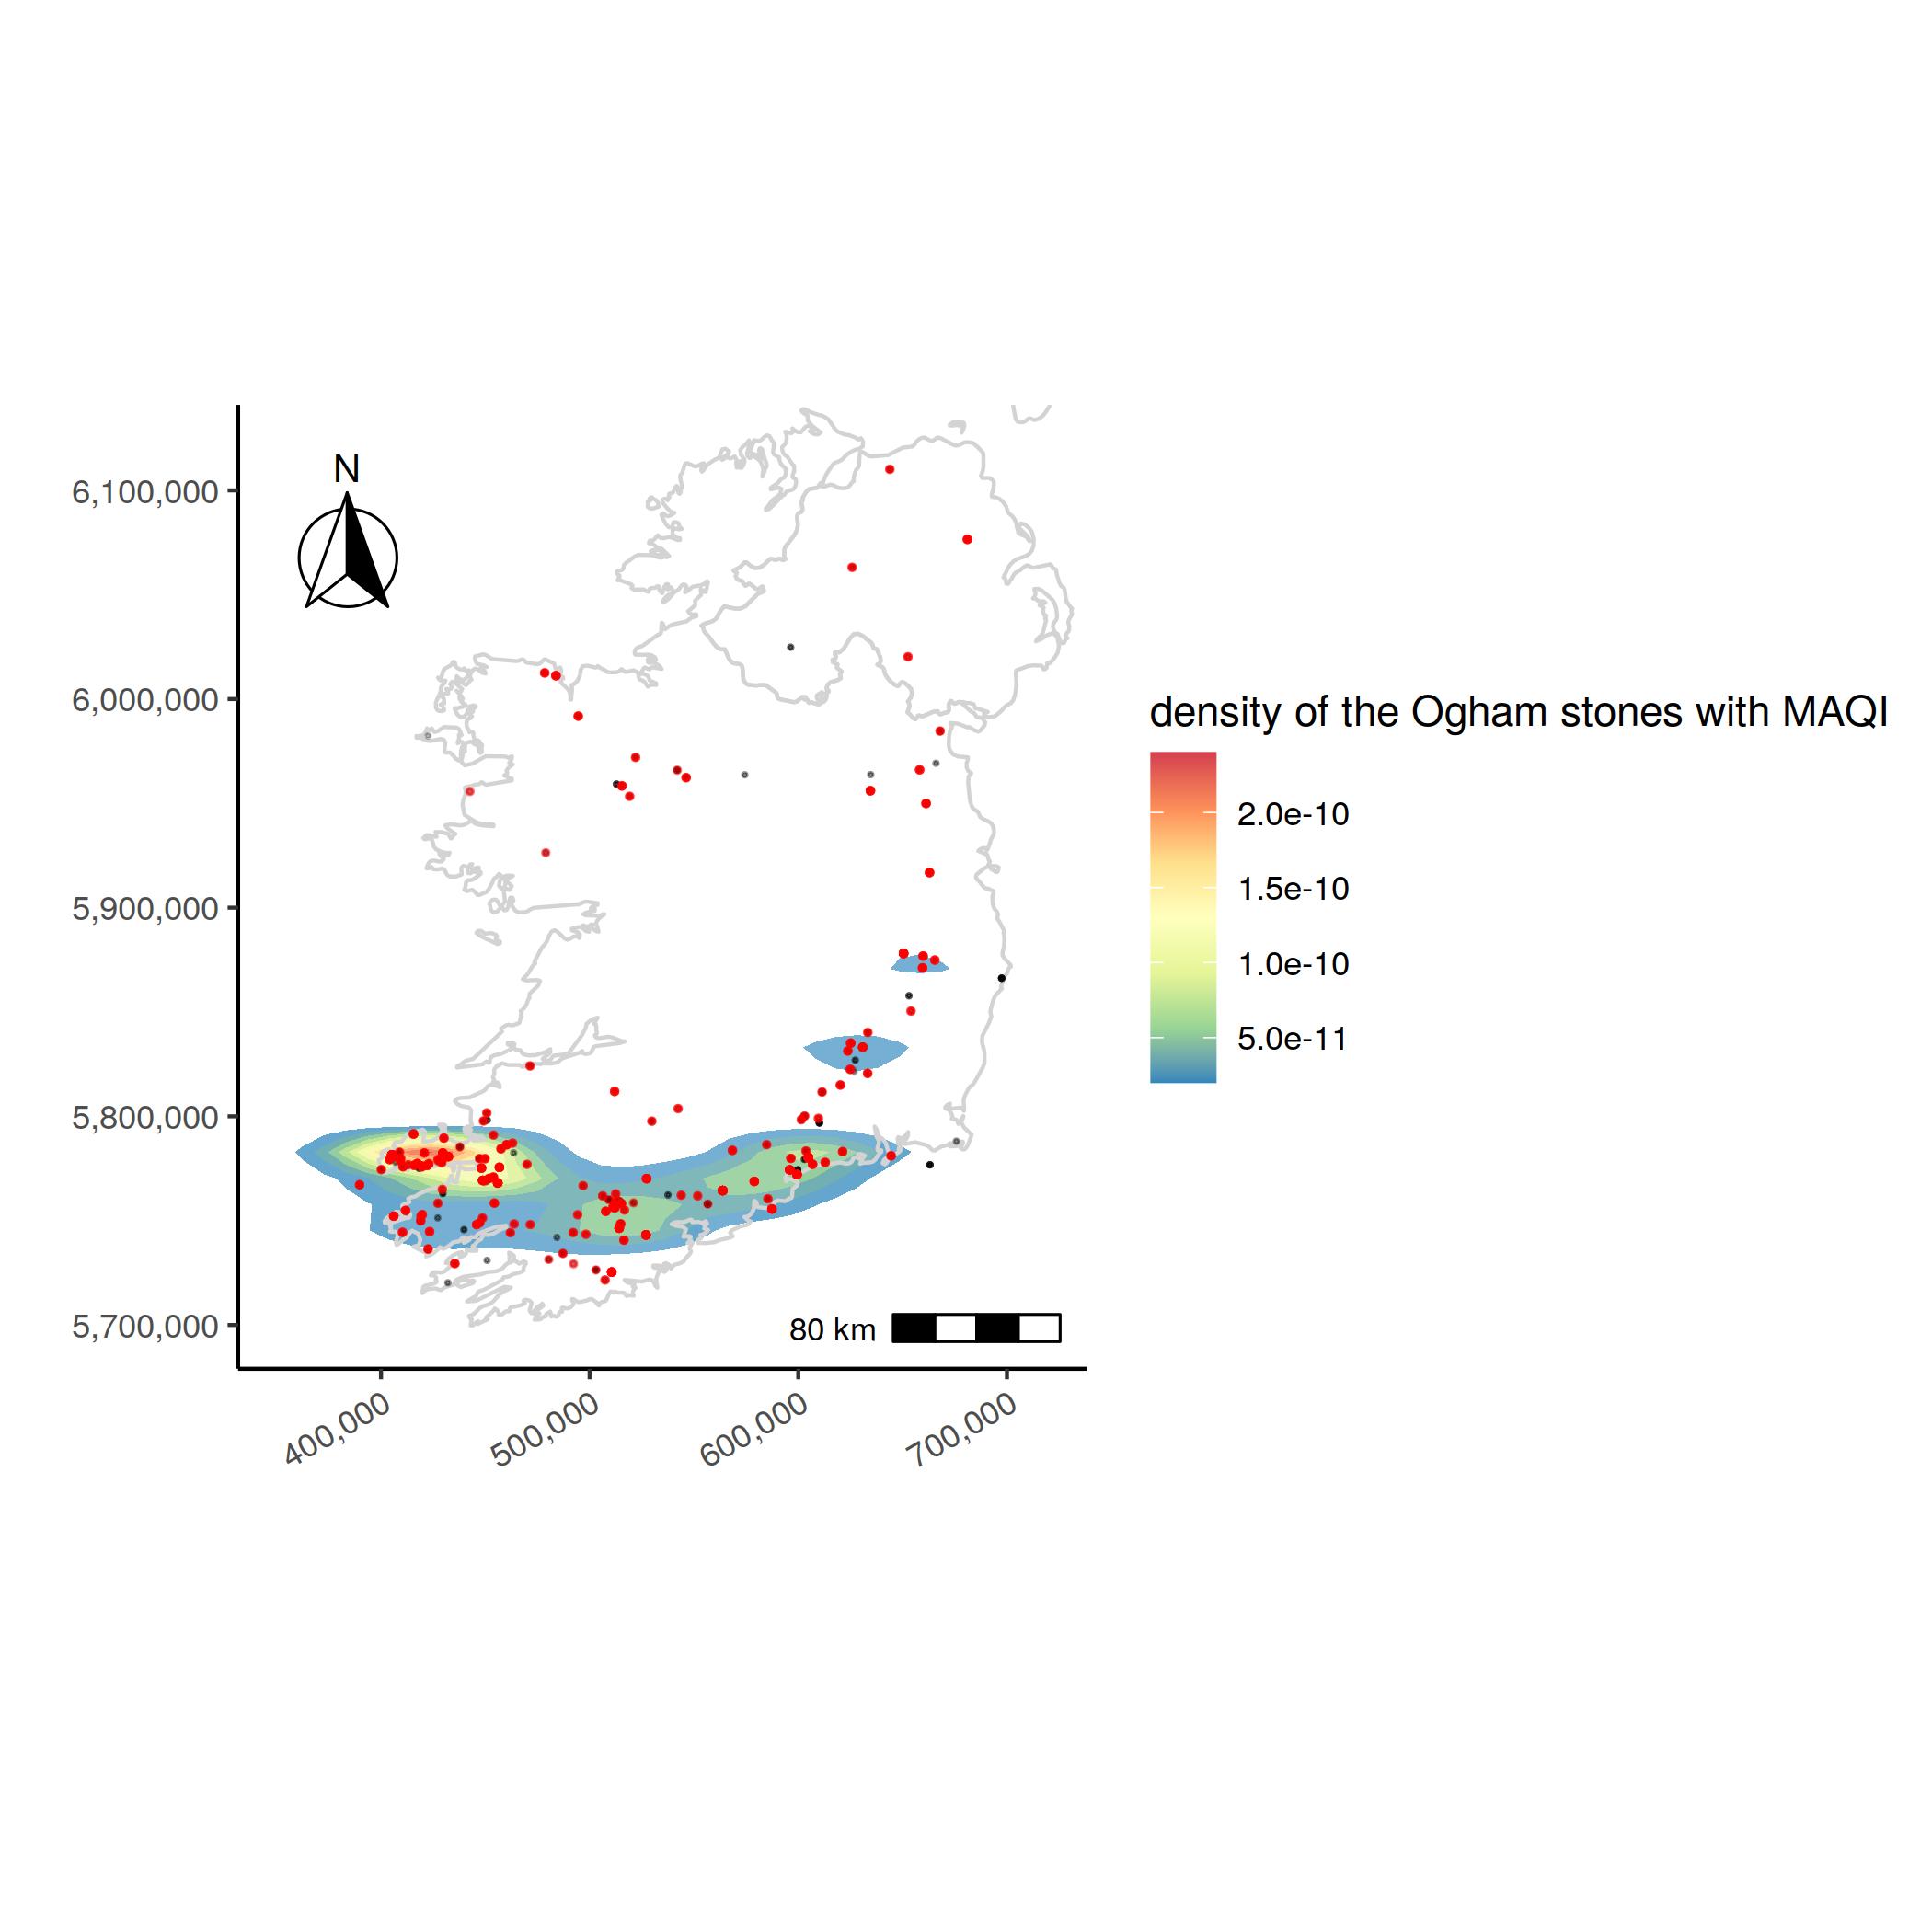 N
6,100,000
6,000,000
5,900,000
5,800,000
5,700,000
80 km
400,000
500,000
600,000
700,000
density of the Ogham stones with MAQI
2.0e-10
1.5e-10
1.0e-10
5.0e-11